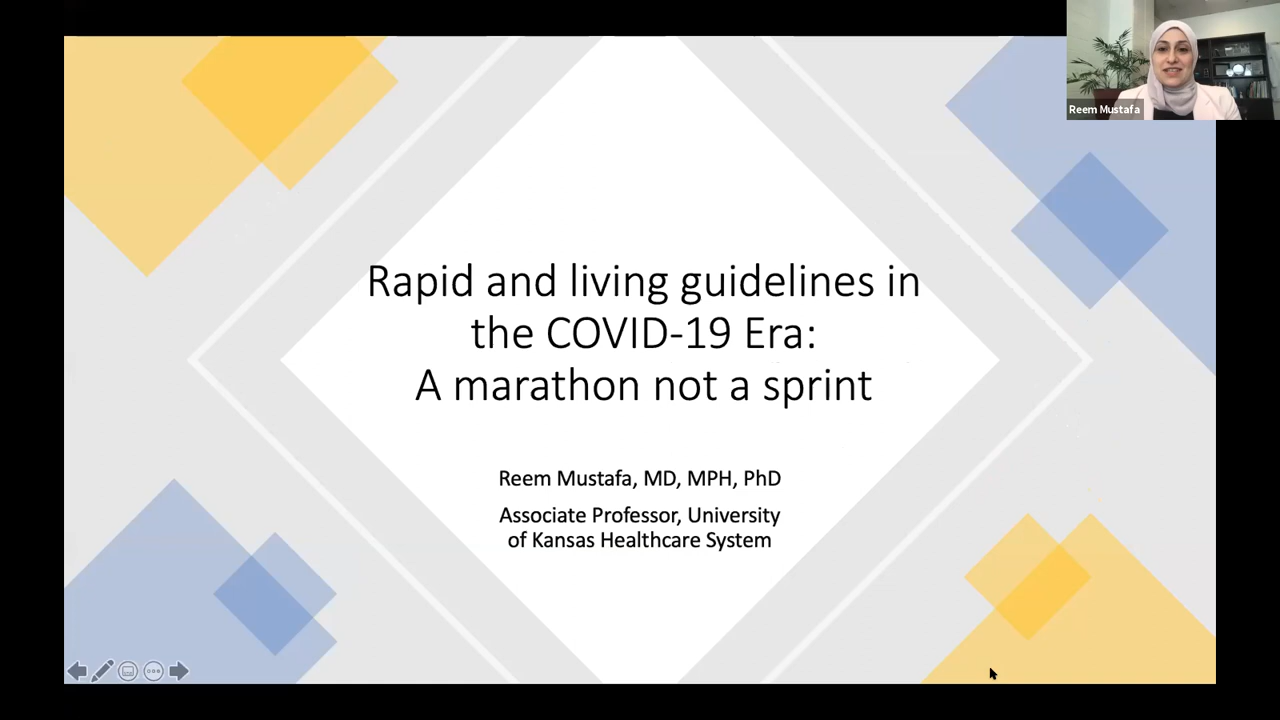 Reem Mustafa
Rapid and living guidelines in
the COVID-19 Era:
A marathon not a sprint
Reem Mustafa, MD, MPH, PhD
Associate Professor, University
of Kansas Healthcare System